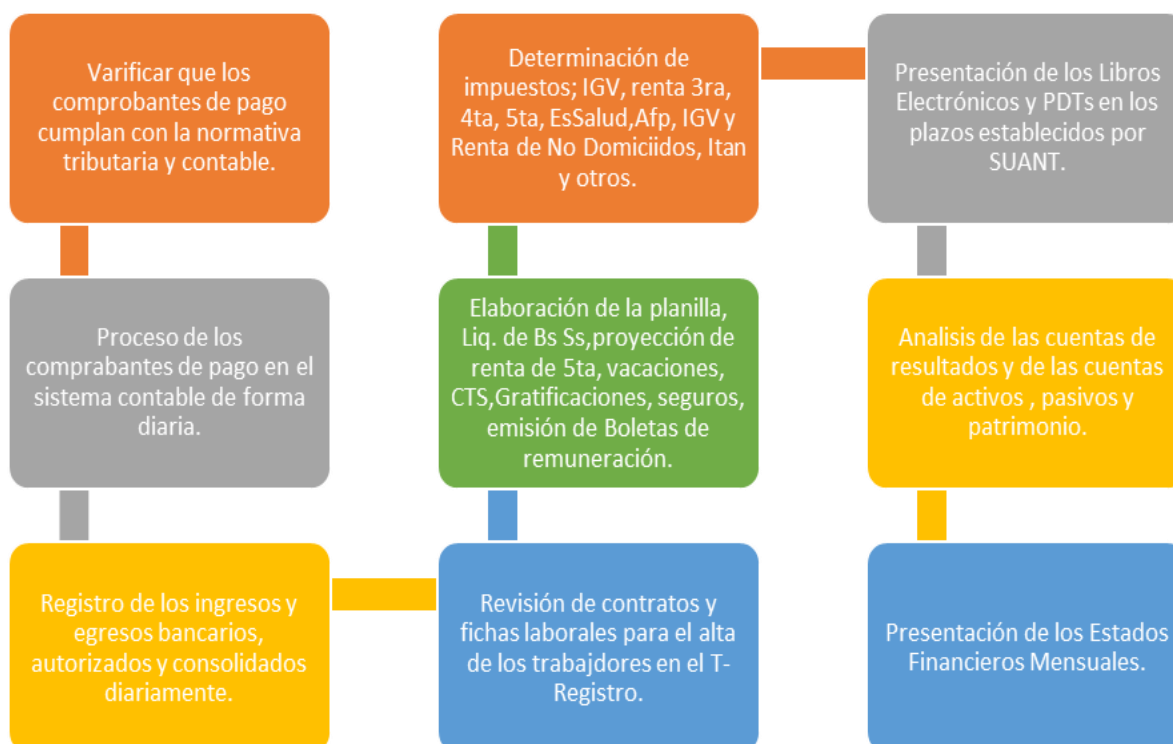 Varificar que los
comprobantes de pago
cumplan con la normativa
tributaria y contable.
Proceso de los
comprabantes de pago en el
sistema contable de forma
diaria.
Registro de los ingresos y
egresos bancarios,
autorizados y consolidados
diariamente.
Revisión de contratos y
fichas laborales para el alta
de los trabajdores en el T-
Registro.
Elaboración de la planilla,
Liq. de Bs Ss,proyección de
renta de 5ta, vacaciones,
CTS,Gratificaciones, seguros,
emisión de Boletas de
remuneración.
Determinación de
impuestos; IGV, renta 3ra,
4ta, 5ta, EsSalud,Afp, IGV y
Renta de No Domiciidos, Itan
y otros.
Presentación de los Libros
Electrónicos y PDTs en los
plazos establecidos por
SUANT.
Analisis de las cuentas de
resultados y de las cuentas
de activos , pasivos y
patrimonio.
Presentación de los Estados
Financieros Mensuales.